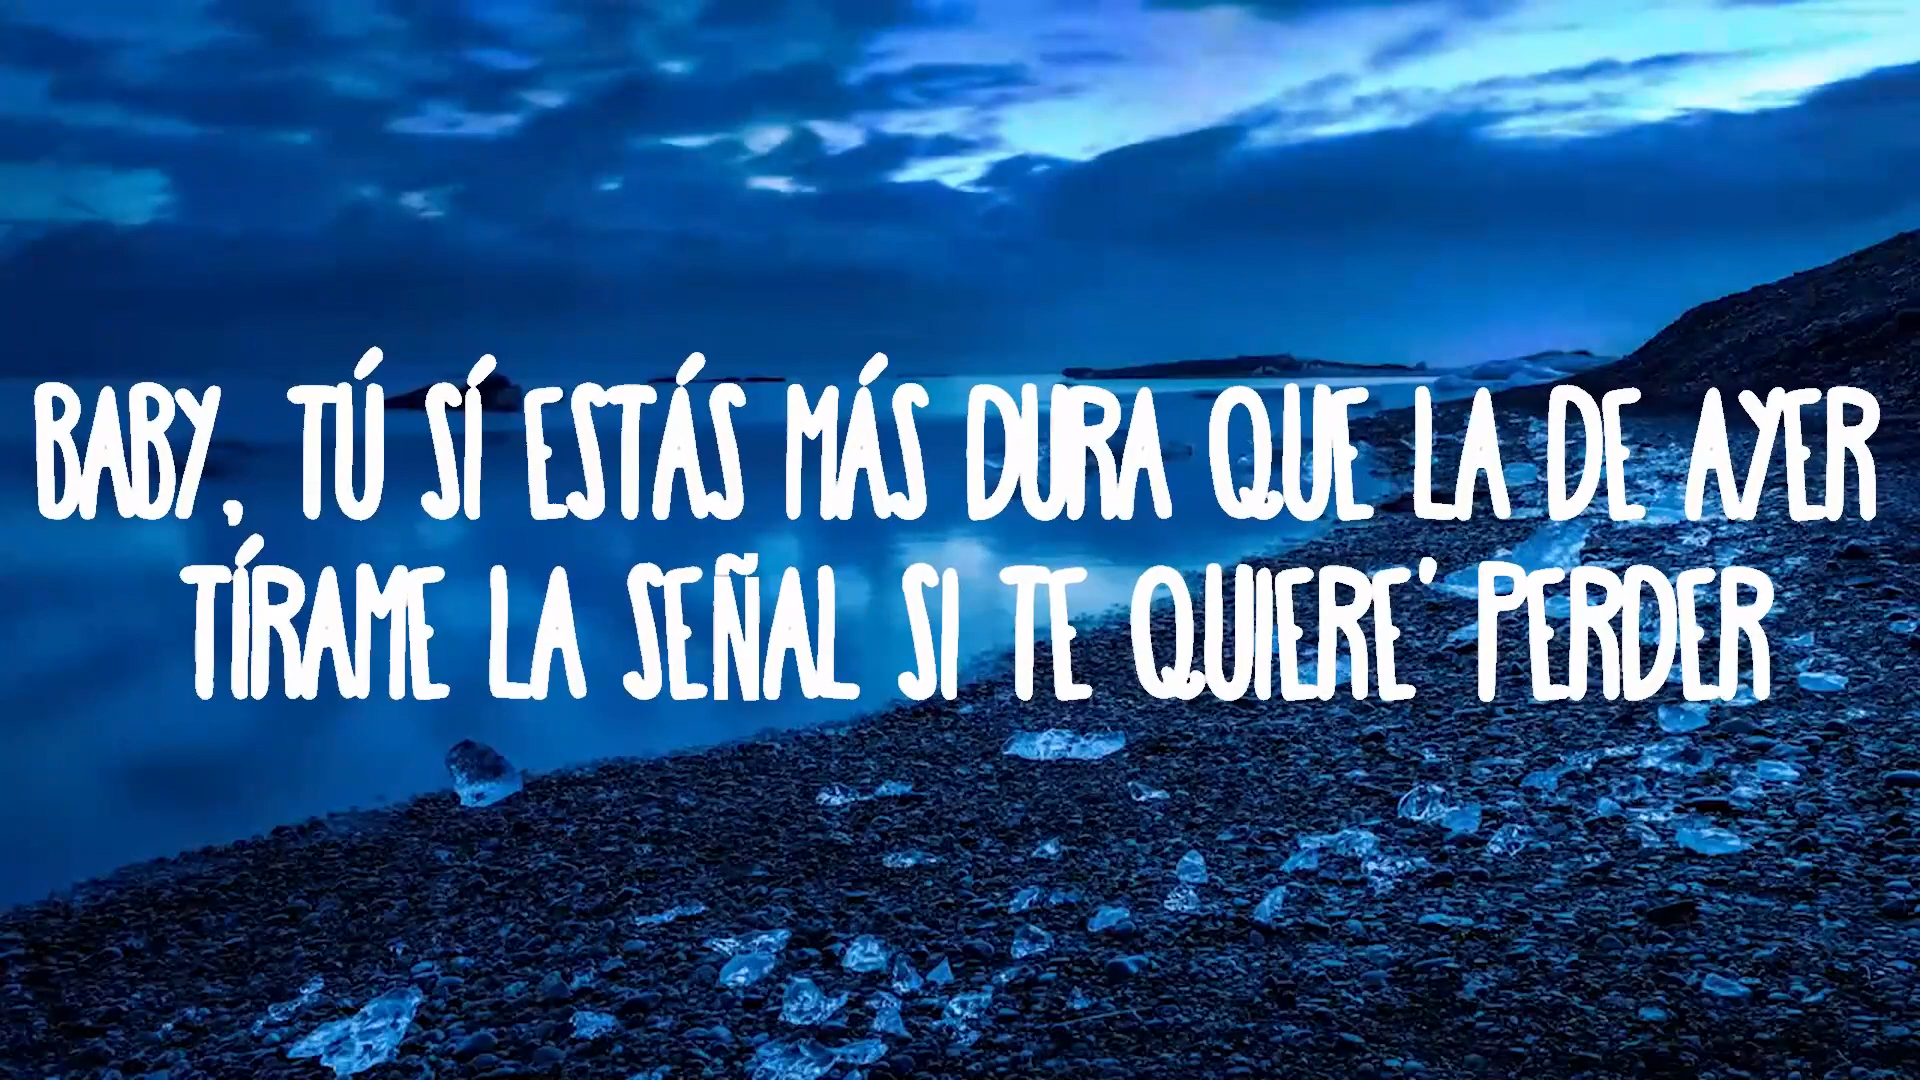 BABY, TÚ SÍ ESTÁS MÁS DURA QUE LA DE AYER
TÍRAME LA SEÑAL SI TE QUIERE' PERDER